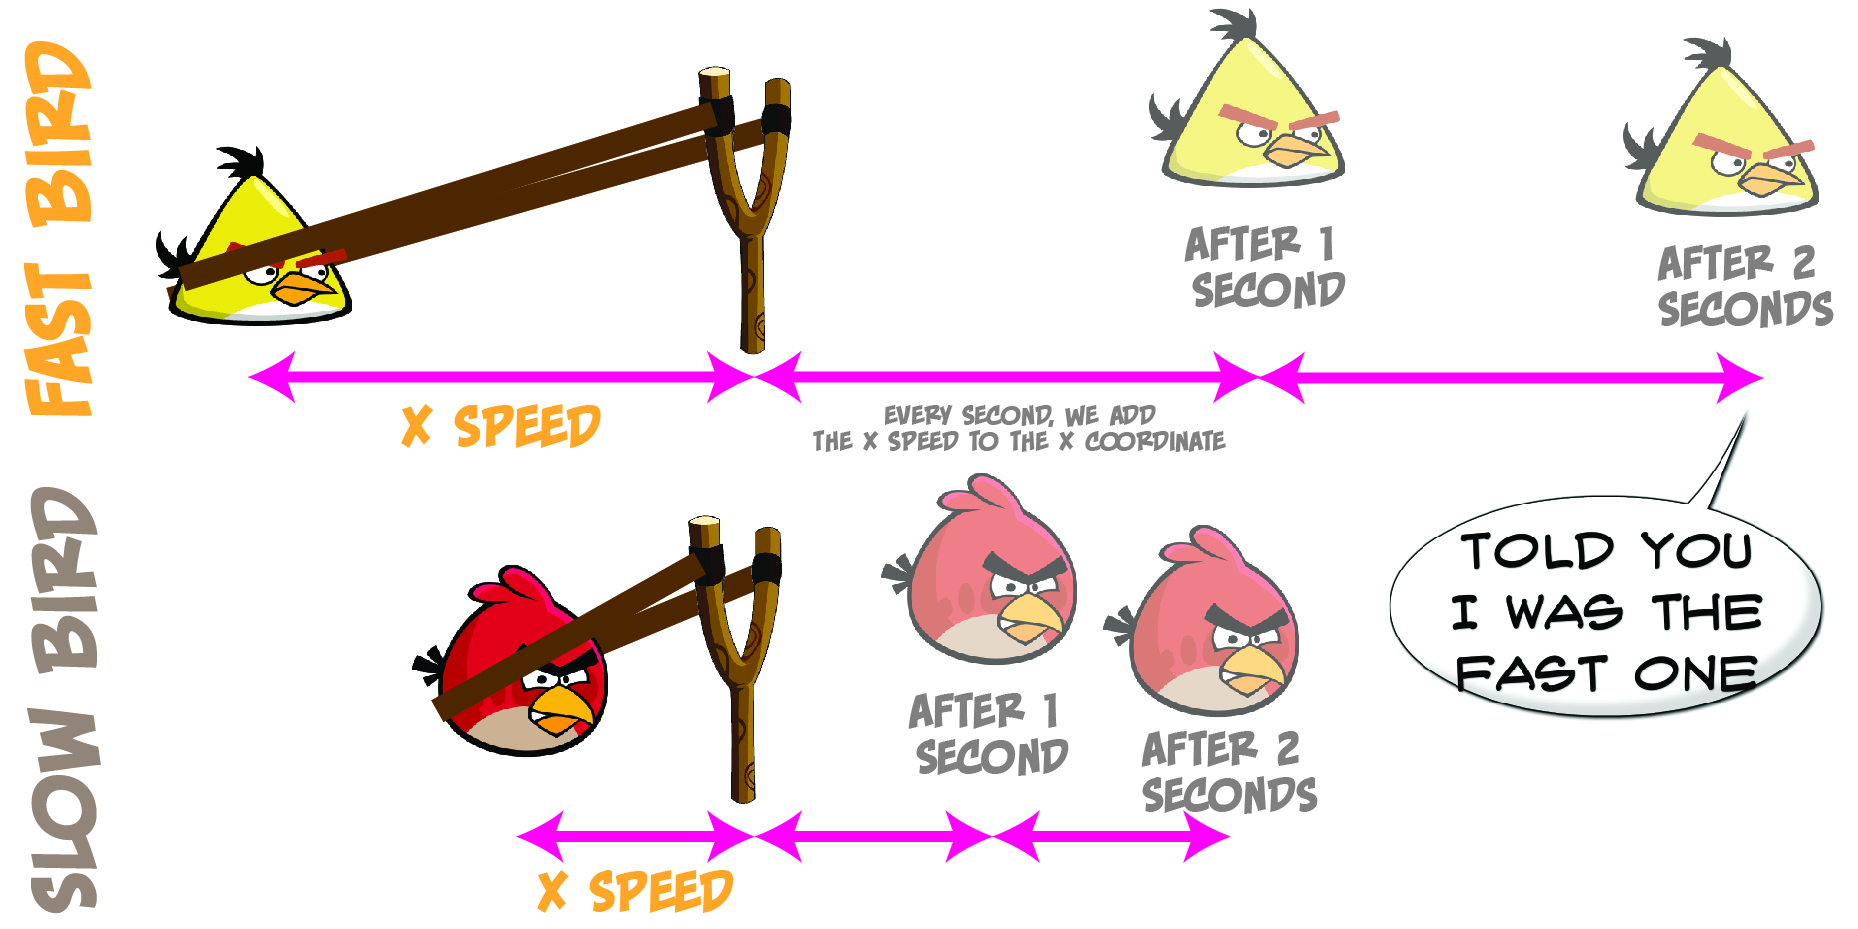 FAST BIRD
AFTER 1
SECOND
AFTER 2
SECONDS
X SPEED
EVERY SECOND, WE ADD
THE X SPEED TO THE X COORDINATE
SLOW BIRD
AFTER 1
SECOND
AFTER 2
SECONDS
X SPEED
TOLD YOU
I WAS THE
FAST ONE